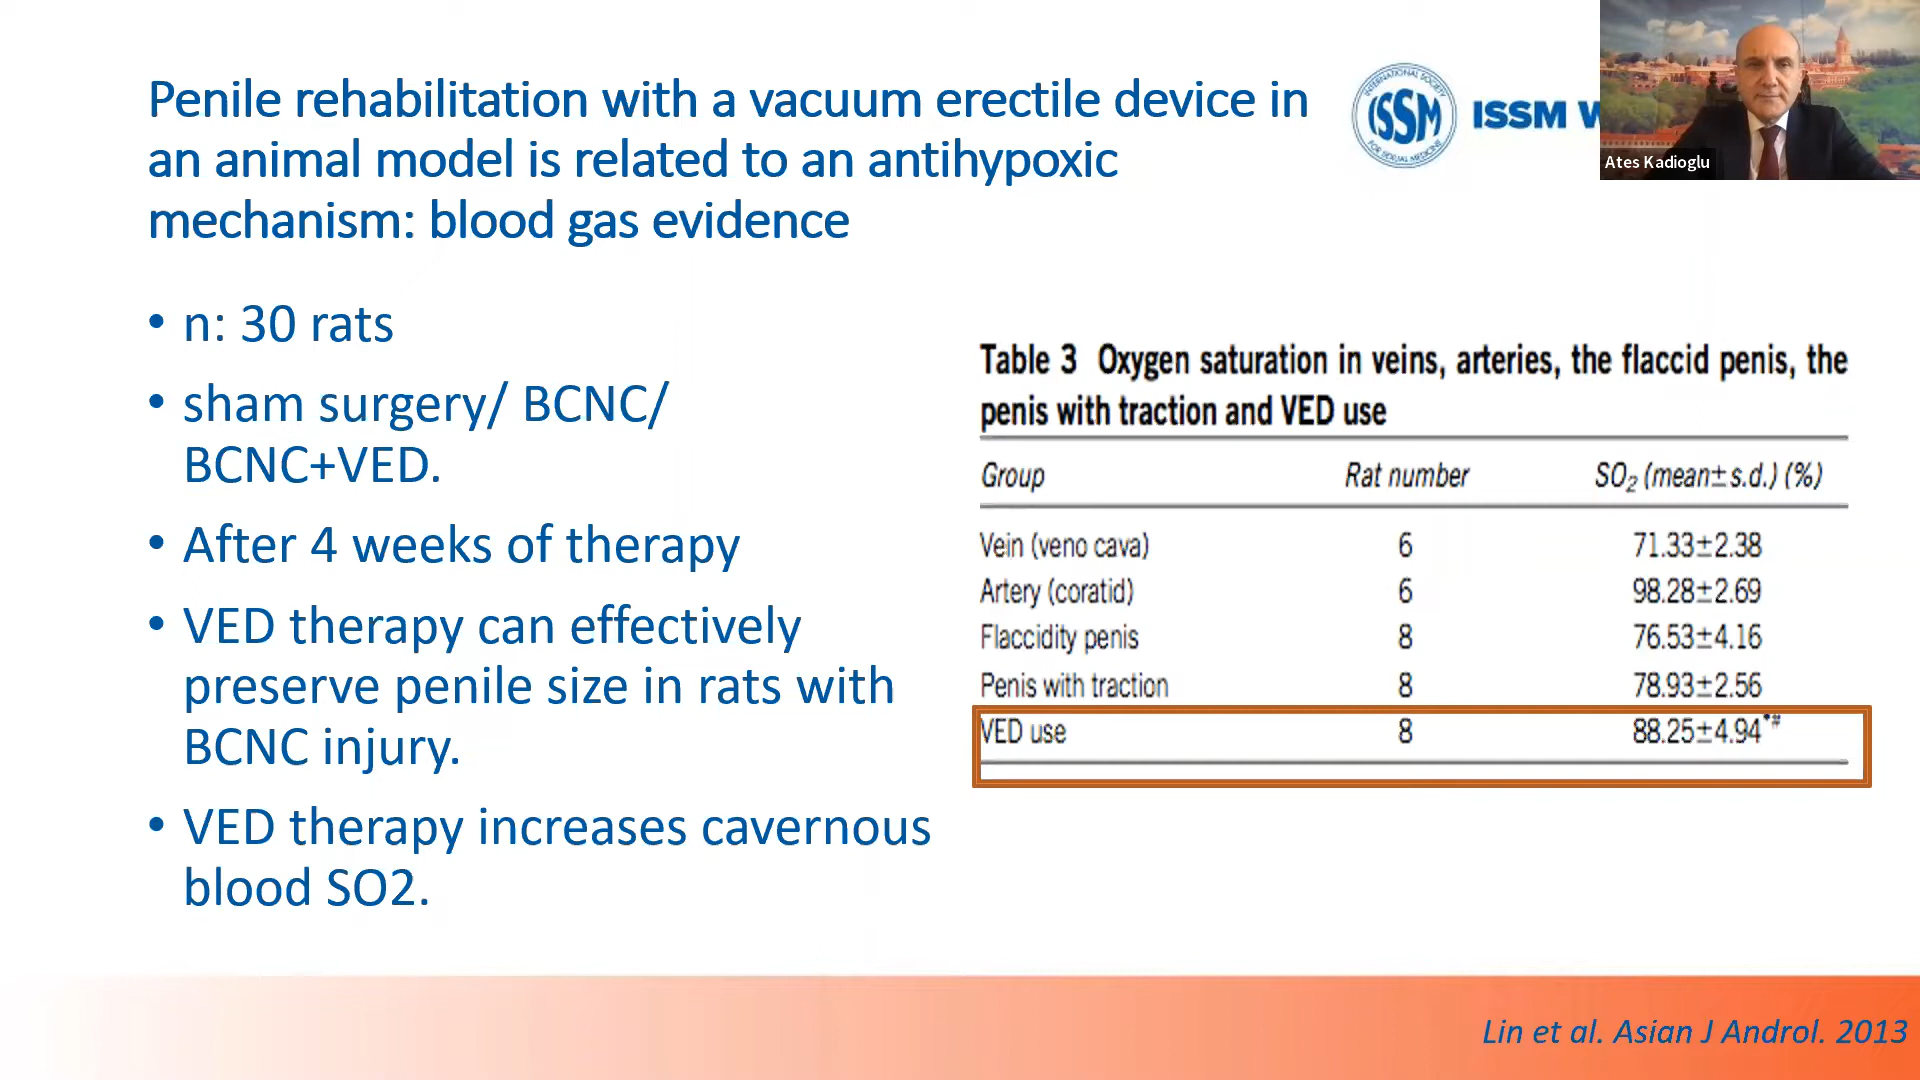 Penile rehabilitation with a vacuum erectile device in
an animal model is related to an antihypoxic
mechanism: blood gas evidence
INTERNATIONAL SOCIETY
ISSM
FOR SEXUAL MEDICINE
ISSM W
Ates Kadioglu
• n: 30 rats
• sham surgery/ BCNC/
BCNC+VED.
• After 4 weeks of therapy
• VED therapy can effectively
preserve penile size in rats with
BCNC injury.
• VED therapy increases cavernous
blood SO2.
Table 3 Oxygen saturation in veins, arteries, the flaccid penis, the
penis with traction and VED use
Group Rat number SO₂ (mean±s.d.) (%)
Vein (veno cava) 6 71.33±2.38
Artery (coratid) 6 98.28±2.69
Flaccidity penis 8 76.53±4.16
Penis with traction 8 78.93±2.56
VED use 8 88.25±4.94*#
Lin et al. Asian J Androl. 2013